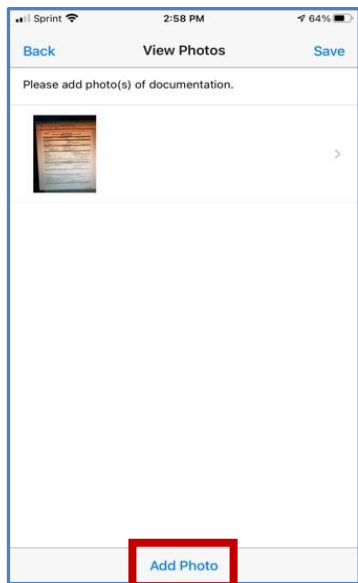 Sprint 2:58 PM 64%
Back View Photos Save
Please add photo(s) of documentation.
Add Photo